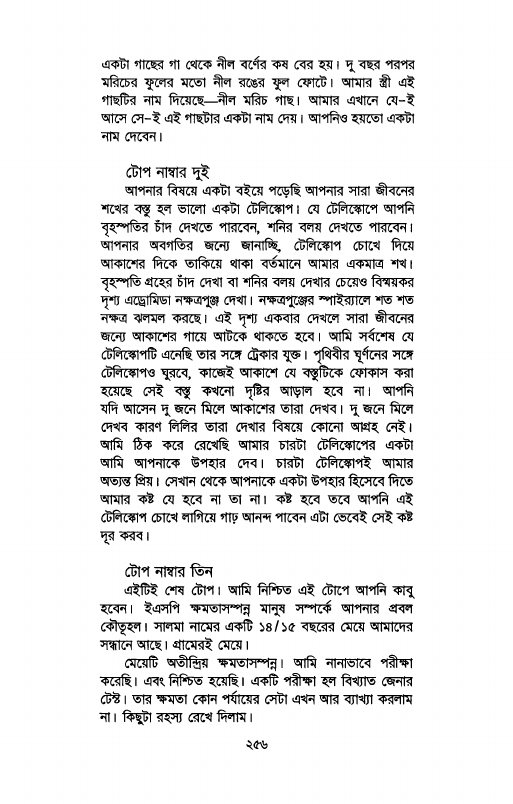 একটা গাছের গা থেকে নীল বর্ণের কষ বের হয়। দু বছর পরপর
মরিচের ফুলের মতো নীল রঙের ফুল ফোটে। আমার স্ত্রী এই
গাছটির নাম দিয়েছে—নীল মরিচ গাছ। আমার এখানে যে-ই
আসে সে-ই এই গাছটার একটা নাম দেয়। আপনিও হয়তো একটা
নাম দেবেন।
টোপ নাম্বার দুই
আপনার বিষয়ে একটা বইয়ে পড়েছি আপনার সারা জীবনের
শখের বস্তু হল ভালো একটা টেলিস্কোপ। যে টেলিস্কোপে আপনি
বৃহস্পতির চাঁদ দেখতে পারবেন, শনির বলয় দেখতে পারবেন।
আপনার অবগতির জন্যে জানাচ্ছি, টেলিস্কোপ চোখে দিয়ে
আকাশের দিকে তাকিয়ে থাকা বর্তমানে আমার একমাত্র শখ।
বৃহস্পতি গ্রহের চাঁদ দেখা বা শনির বলয় দেখার চেয়েও বিস্ময়কর
দৃশ্য এন্ড্রোমিডা নক্ষত্রপুঞ্জ দেখা। নক্ষত্রপুঞ্জের স্পাইর‍্যালে শত শত
নক্ষত্র ঝলমল করছে। এই দৃশ্য একবার দেখলে সারা জীবনের
জন্যে আকাশের গায়ে আটকে থাকতে হবে। আমি সর্বশেষ যে
টেলিস্কোপটি এনেছি তার সঙ্গে ট্রেকার যুক্ত। পৃথিবীর ঘূর্ণনের সঙ্গে
টেলিস্কোপও ঘুরবে, কাজেই আকাশে যে বস্তুটিকে ফোকাস করা
হয়েছে সেই বস্তু কখনো দৃষ্টির আড়াল হবে না। আপনি
যদি আসেন দু জনে মিলে আকাশের তারা দেখব। দু জনে মিলে
দেখব কারণ লিলির তারা দেখার বিষয়ে কোনো আগ্রহ নেই।
আমি ঠিক করে রেখেছি আমার চারটা টেলিস্কোপের একটা
আমি আপনাকে উপহার দেব। চারটা টেলিস্কোপই আমার
অত্যন্ত প্রিয়। সেখান থেকে আপনাকে একটা উপহার হিসেবে দিতে
আমার কষ্ট যে হবে না তা না। কষ্ট হবে তবে আপনি এই
টেলিস্কোপ চোখে লাগিয়ে গাঢ় আনন্দ পাবেন এটা ভেবেই সেই কষ্ট
দূর করব।
টোপ নাম্বার তিন
এইটিই শেষ টোপ। আমি নিশ্চিত এই টোপে আপনি কাবু
হবেন। ইএসপি ক্ষমতাসম্পন্ন মানুষ সম্পর্কে আপনার প্রবল
কৌতূহল। সালমা নামের একটি ১৪/১৫ বছরের মেয়ে আমাদের
সন্ধানে আছে। গ্রামেরই মেয়ে।
মেয়েটি অতীন্দ্রিয় ক্ষমতাসম্পন্ন। আমি নানাভাবে পরীক্ষা
করেছি। এবং নিশ্চিত হয়েছি। একটি পরীক্ষা হল বিখ্যাত জেনার
টেস্ট। তার ক্ষমতা কোন পর্যায়ের সেটা এখন আর ব্যাখ্যা করলাম
না। কিছুটা রহস্য রেখে দিলাম।
২৫৬